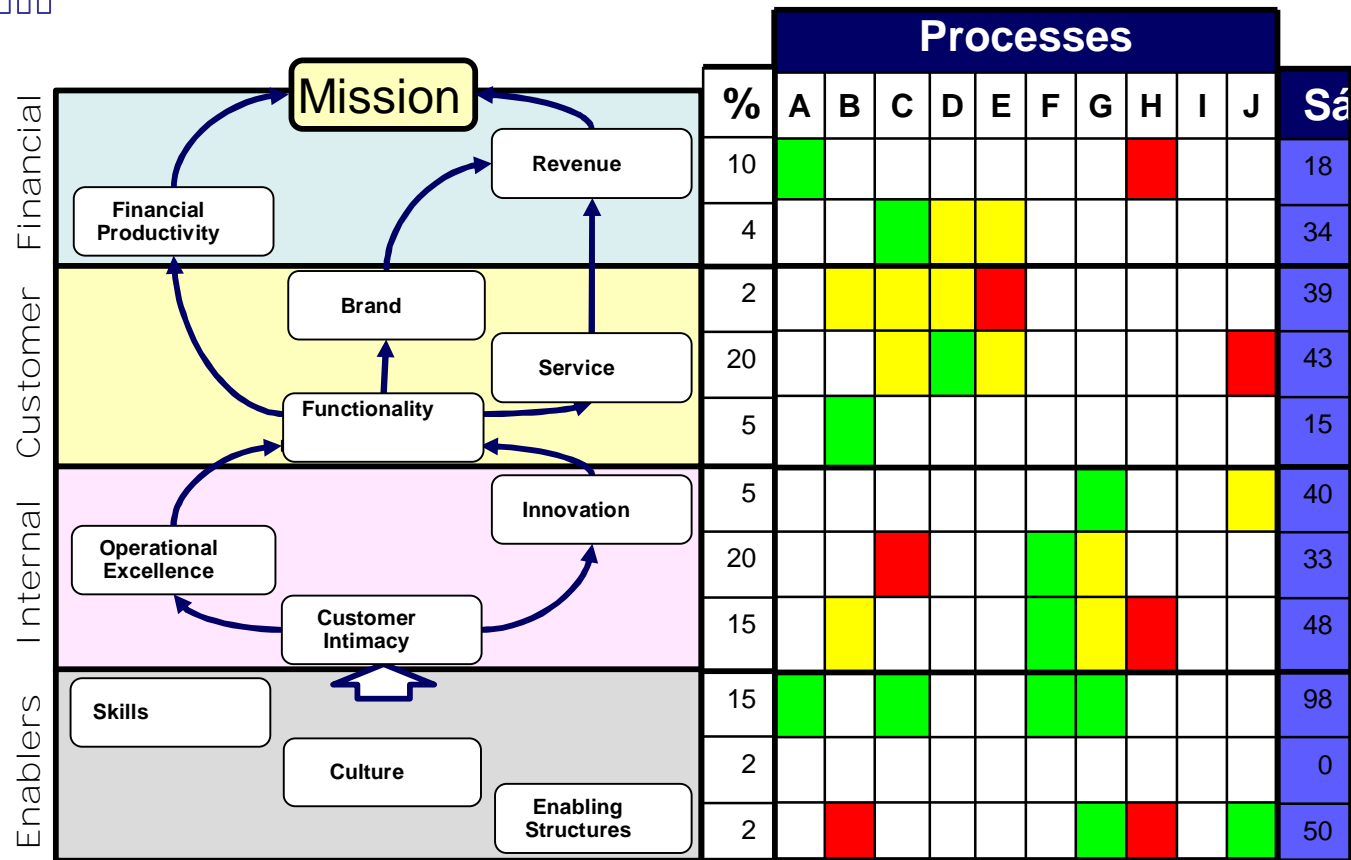 Processes
Mission
% A B C D E F G H I J Sá
Financial
Revenue
Financial
Productivity
10 18
4 34
Customer
Brand
Service
Functionality
2 39
20 43
5 15
Internal
Innovation
Operational
Excellence
Customer
Intimacy
5 40
20 33
15 48
Enablers
Skills
Culture
Enabling
Structures
15 98
2 0
2 50